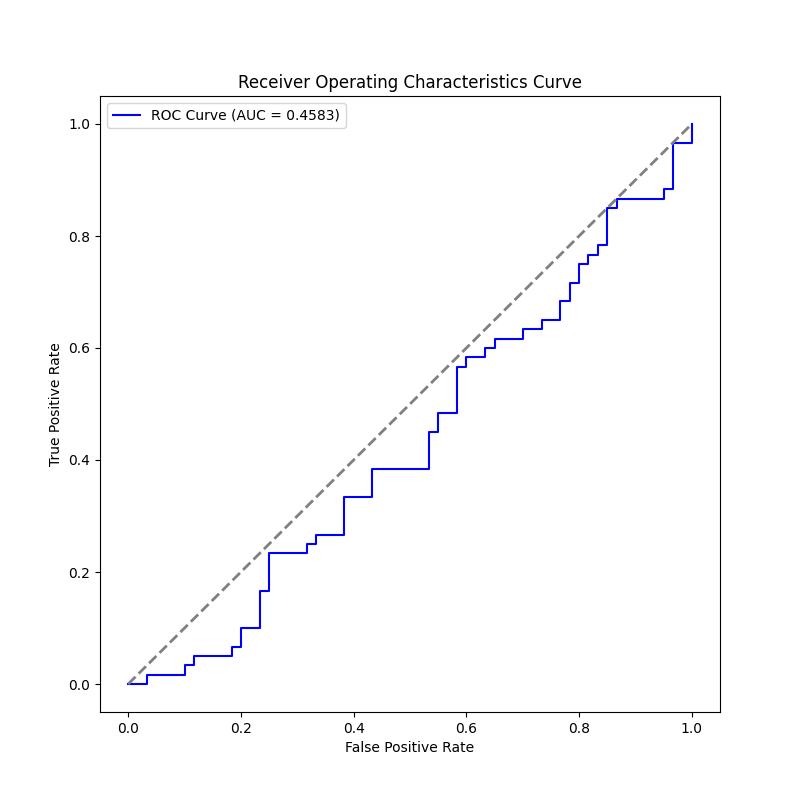 Receiver Operating Characteristics Curve
ROC Curve (AUC = 0.4583)
1.0
0.8
0.6
0.4
0.2
0.0
True Positive Rate
0.0 0.2 0.4 0.6 0.8 1.0
False Positive Rate